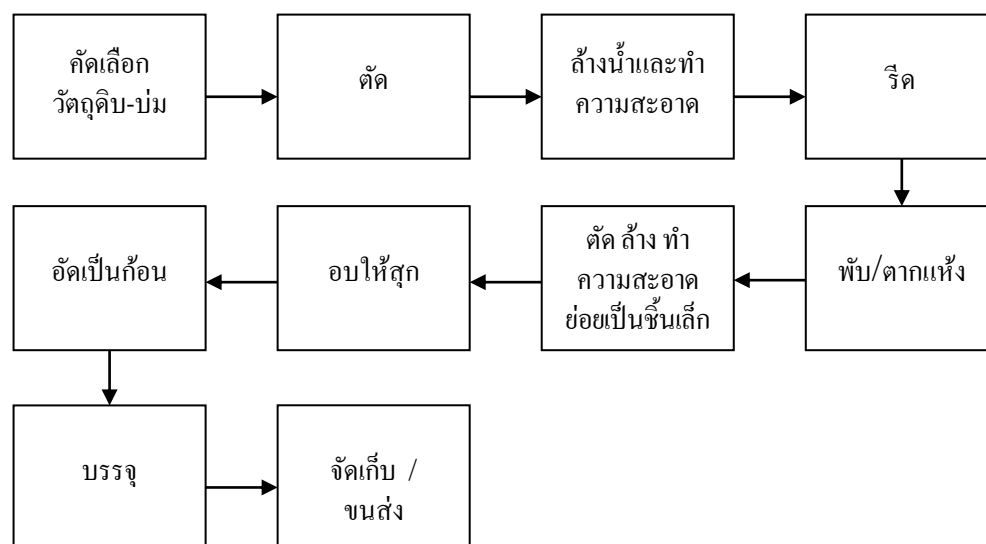 คัดเลือก
วัตถุดิบ-บ่ม
ตัด
ล้างน้ำและทำ
ความสะอาด
รีด
พับ/ตากแห้ง
ตัด ล้าง ทำ
ความสะอาด
ย่อยเป็นชิ้นเล็ก
อบให้สุก
อัดเป็นก้อน
บรรจุ
จัดเก็บ /
ขนส่ง